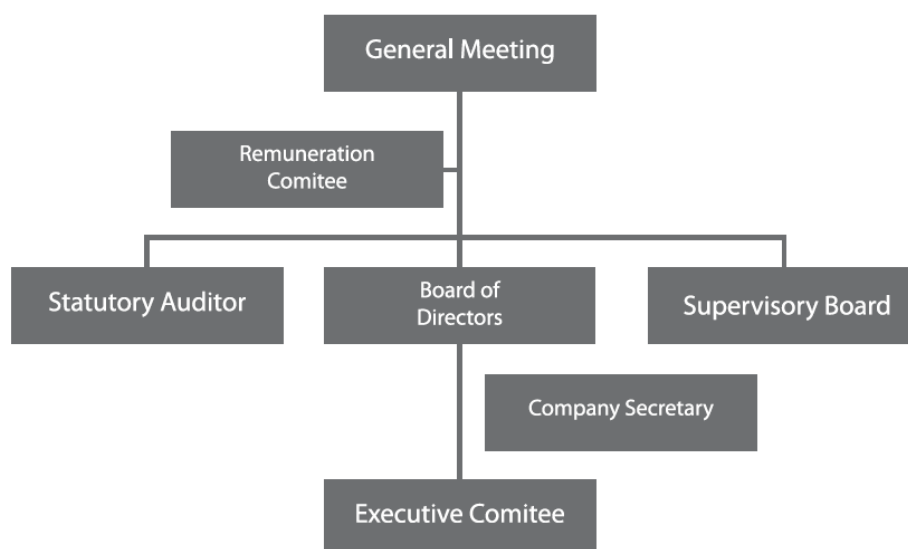 General Meeting
Remuneration
Comitee
Statutory Auditor
Board of
Directors
Supervisory Board
Company Secretary
Executive Comitee